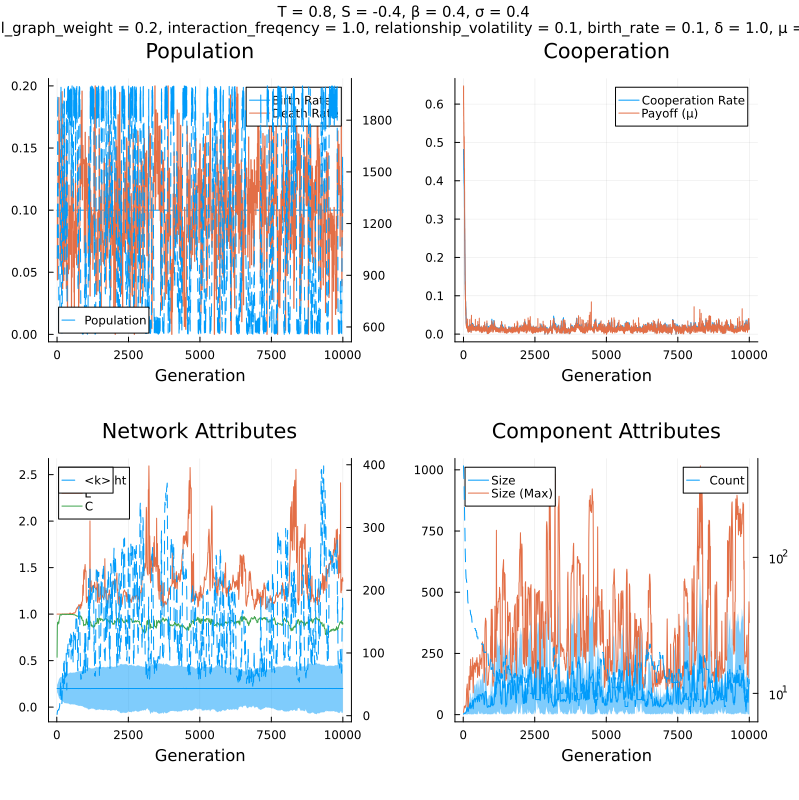 T = 0.8, S = -0.4, β = 0.4, σ = 0.4
l_graph_weight = 0.2, interaction_freqency = 1.0, relationship_volatility = 0.1, birth_rate = 0.1, δ = 1.0, μ =
Population
Cooperation
0.20
0.15
0.10
0.05
0.00
Birth Rate
Death Rate
Population
1800
1500
1200
900
600
0
2500
5000
7500
10000
Generation
0.6
0.5
0.4
0.3
0.2
0.1
0.0
Cooperation Rate
Payoff (μ)
0
2500
5000
7500
10000
Generation
Network Attributes
Component Attributes
2.5
2.0
1.5
1.0
0.5
0.0
<k> ht
L
C
400
300
200
100
0
0
2500
5000
7500
10000
Generation
1000
750
500
250
0
Size
Size (Max)
Count
10²
10¹
0
2500
5000
7500
10000
Generation